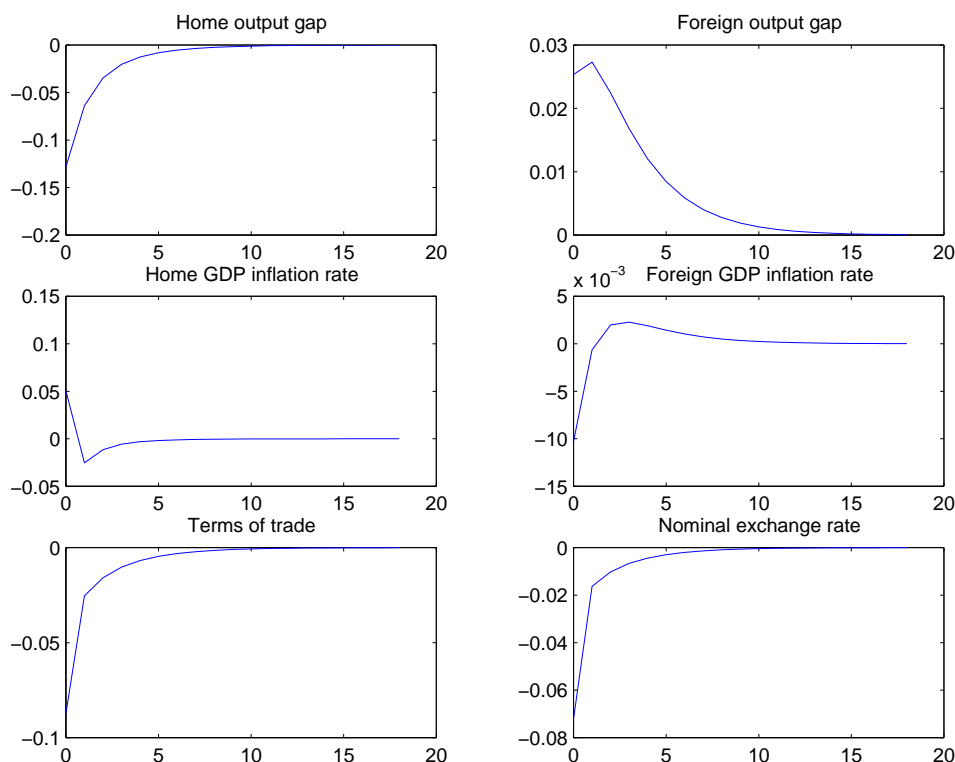 Home output gap
0
−0.05
−0.1
−0.15
−0.2
0 5 10 15 20
Foreign output gap
0.03
0.02
0.01
0
0 5 10 15 20
Home GDP inflation rate
0.15
0.1
0.05
0
−0.05
0 5 10 15 20
Foreign GDP inflation rate
x 10−3
5
0
−5
−10
−15
0 5 10 15 20
Terms of trade
0
−0.05
−0.1
0 5 10 15 20
Nominal exchange rate
0
−0.02
−0.04
−0.06
−0.08
0 5 10 15 20